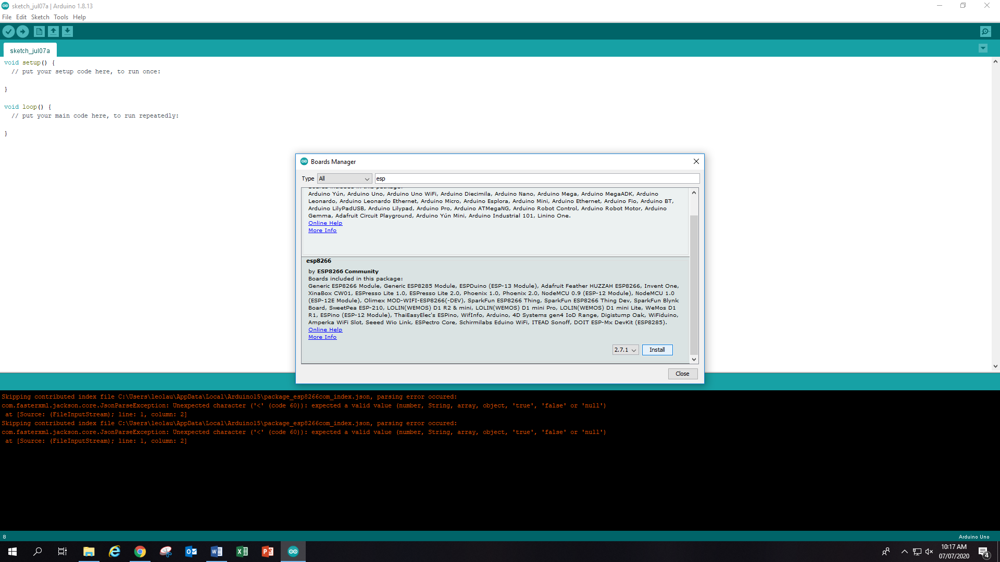 sketch_jul07a | Arduino 1.8.13
File Edit Sketch Tools Help
sketch_jul07a
void setup() {
// put your setup code here, to run once:
}
void loop() {
// put your main code here, to run repeatedly:
}
Boards Manager
Type All esp
Arduino Yún, Arduino Uno, Arduino Uno WiFi, Arduino Diecimila, Arduino Nano, Arduino Mega, Arduino MegaADK, Arduino
Leonardo, Arduino Leonardo Ethernet, Arduino Micro, Arduino Esplora, Arduino Mini, Arduino Ethernet, Arduino Fio, Arduino BT,
Arduino LilyPadUSB, Arduino Lilypad, Arduino Pro, Arduino ATMegaNG, Arduino Robot Control, Arduino Robot Motor, Arduino
Gemma, Adafruit Circuit Playground, Arduino Yún Mini, Arduino Industrial 101, Linino One.
Online Help
More Info
esp8266
by ESP8266 Community
Boards included in this package:
Generic ESP8266 Module, Generic ESP8285 Module, ESPDuino (ESP-13 Module), Adafruit Feather HUZZAH ESP8266, Invent One,
XinaBox CW01, ESPresso Lite 1.0, ESPresso Lite 2.0, Phoenix 1.0, Phoenix 2.0, NodeMCU 0.9 (ESP-12 Module), NodeMCU 1.0
(ESP-12E Module), Olimex MOD-WIFI-ESP8266(-DEV), SparkFun ESP8266 Thing, SparkFun ESP8266 Thing Dev, SparkFun Blynk
Board, SweetPea ESP-210, LOLIN(WEMOS) D1 R2 & mini, LOLIN(WEMOS) D1 mini Pro, LOLIN(WEMOS) D1 mini Lite, WeMos D1
R1, ESPino (ESP-12 Module), ThaiEasyElec's ESPino, WifInfo, Arduino, 4D Systems gen4 IoD Range, Digistump Oak, WiFiduino,
Amperka WiFi Slot, Seeed Wio Link, ESPectro Core, Schirmilabs Eduino WiFi, ITEAD Sonoff, DOIT ESP-Mx DevKit (ESP8285).
Online Help
More Info
2.7.1 Install
Close
Skipping contributed index file C:\Users\leolau\AppData\Local\Arduino15\package_esp8266com_index.json, parsing error occured:
com.fasterxml.jackson.core.JsonParseException: Unexpected character ('<' (code 60)): expected a valid value (number, String, array, object, 'true', 'false' or 'null')
at [Source: (FileInputStream); line: 1, column: 2]
Skipping contributed index file C:\Users\leolau\AppData\Local\Arduino15\package_esp8266com_index.json, parsing error occured:
com.fasterxml.jackson.core.JsonParseException: Unexpected character ('<' (code 60)): expected a valid value (number, String, array, object, 'true', 'false' or 'null')
at [Source: (FileInputStream); line: 1, column: 2]
8 Arduino Uno
10:17 AM
07/07/2020
4